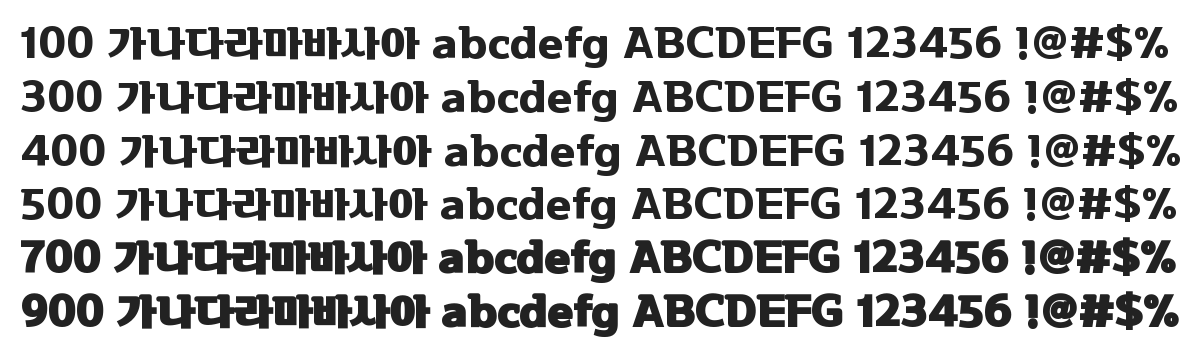 100 가나다라마바사아 abcdefg ABCDEFG 123456 !@#$%
300 가나다라마바사아 abcdefg ABCDEFG 123456 !@#$%
400 가나다라마바사아 abcdefg ABCDEFG 123456 !@#$%
500 가나다라마바사아 abcdefg ABCDEFG 123456 !@#$%
700 가나다라마바사아 abcdefg ABCDEFG 123456 !@#$%
900 가나다라마바사아 abcdefg ABCDEFG 123456 !@#$%